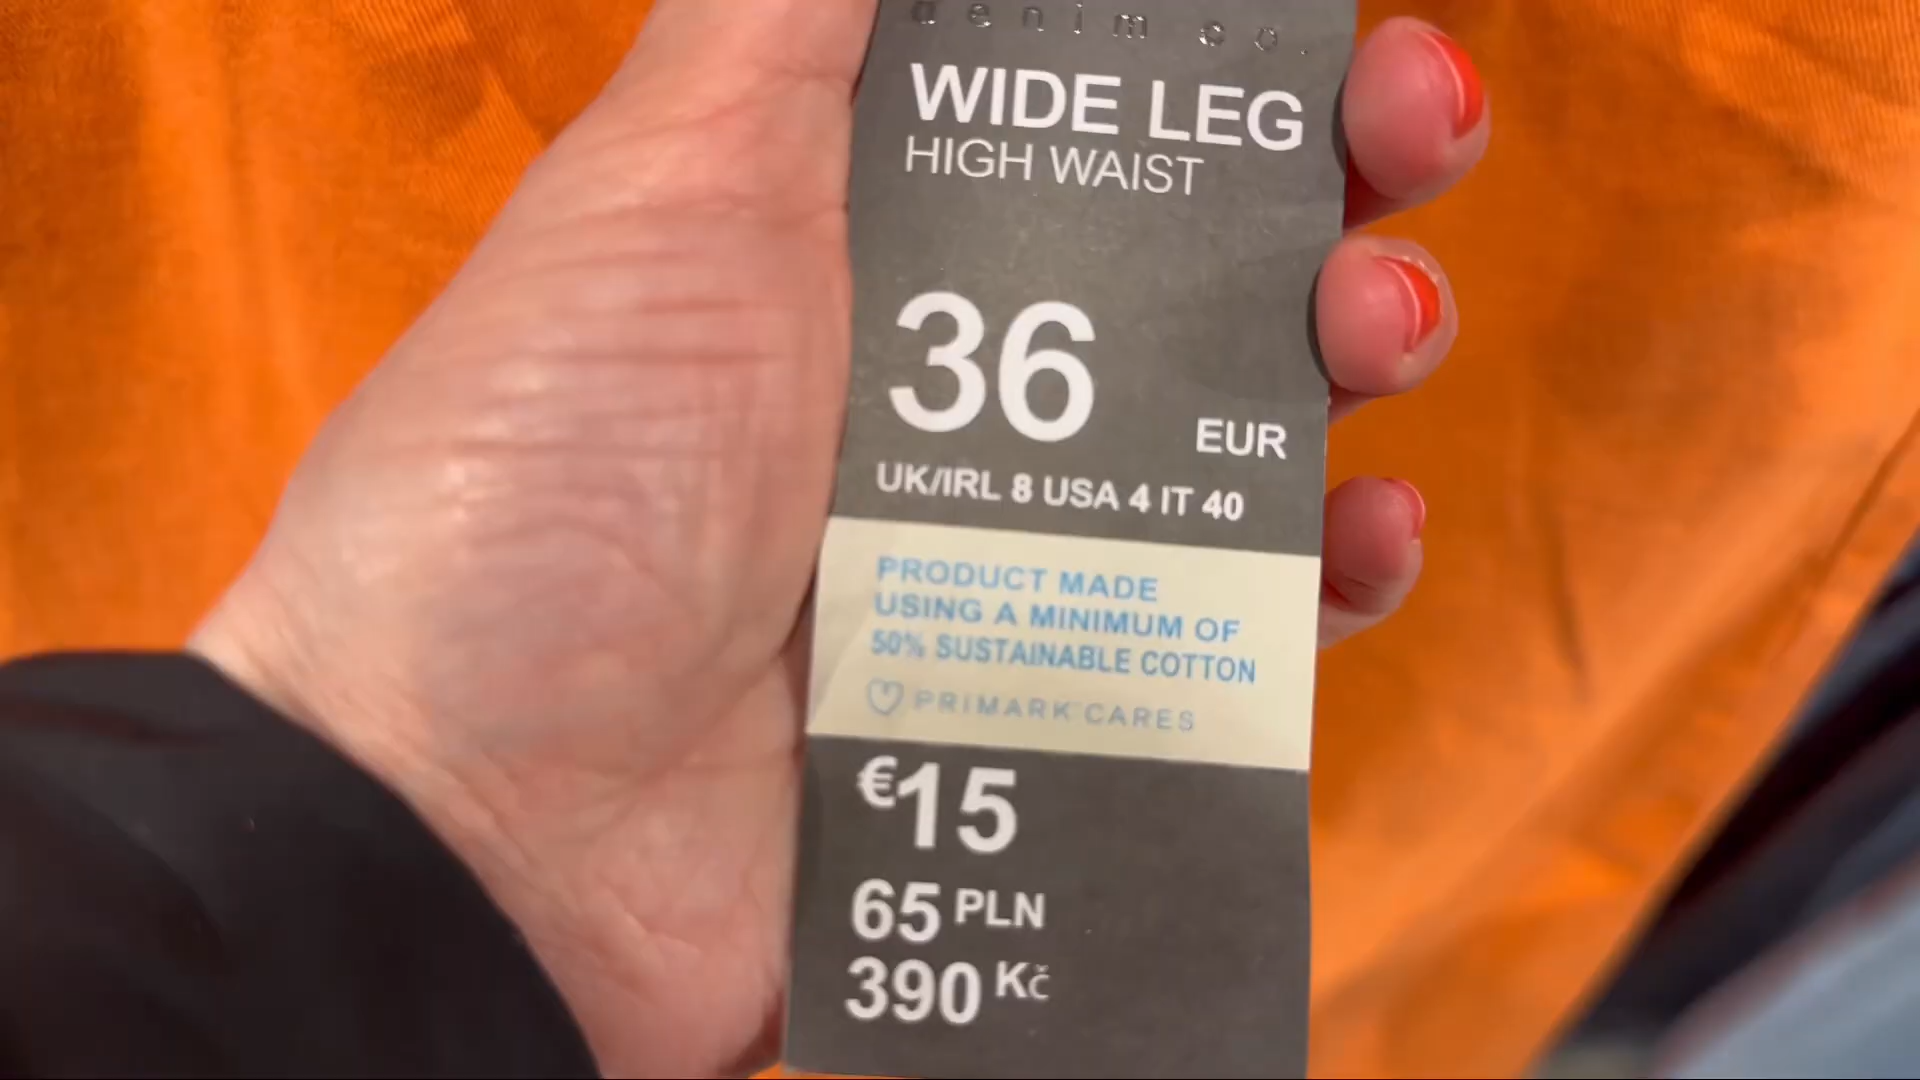 denim co.
WIDE LEG
HIGH WAIST
36 EUR
UK/IRL 8 USA 4 IT 40
PRODUCT MADE
USING A MINIMUM OF
50% SUSTAINABLE COTTON
PRIMARK CARES
€15
65 PLN
390 Kč